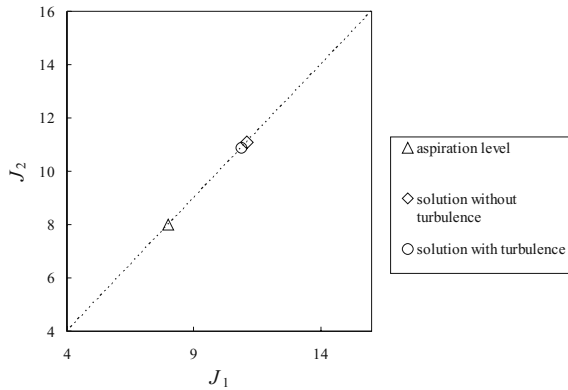 16
14
12
10
8
6
4
J2
4
9
14
J1
aspiration level
solution without
turbulence
solution with turbulence